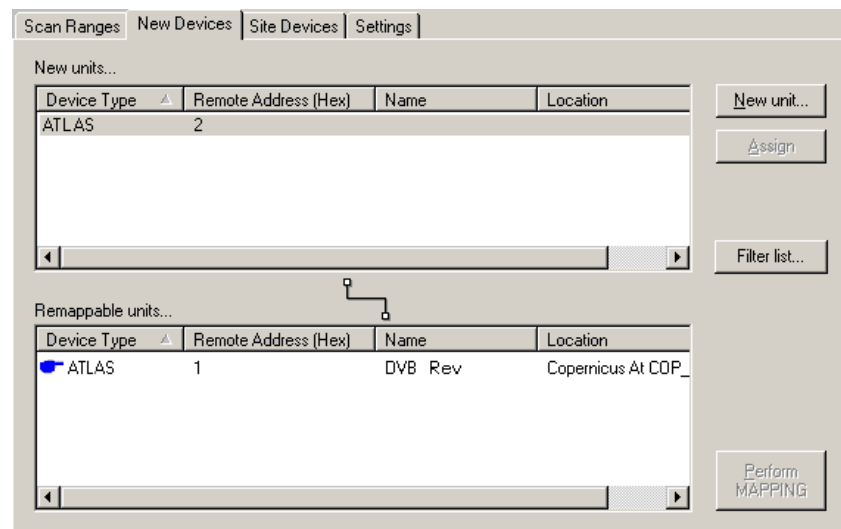 Scan Ranges New Devices Site Devices Settings
New units...
Device Type Remote Address (Hex) Name Location
ATLAS 2
New unit...
Assign
Filter list...
Remappable units...
Device Type Remote Address (Hex) Name Location
ATLAS 1 DVB Rev Copernicus At COP_
Perform
MAPPING